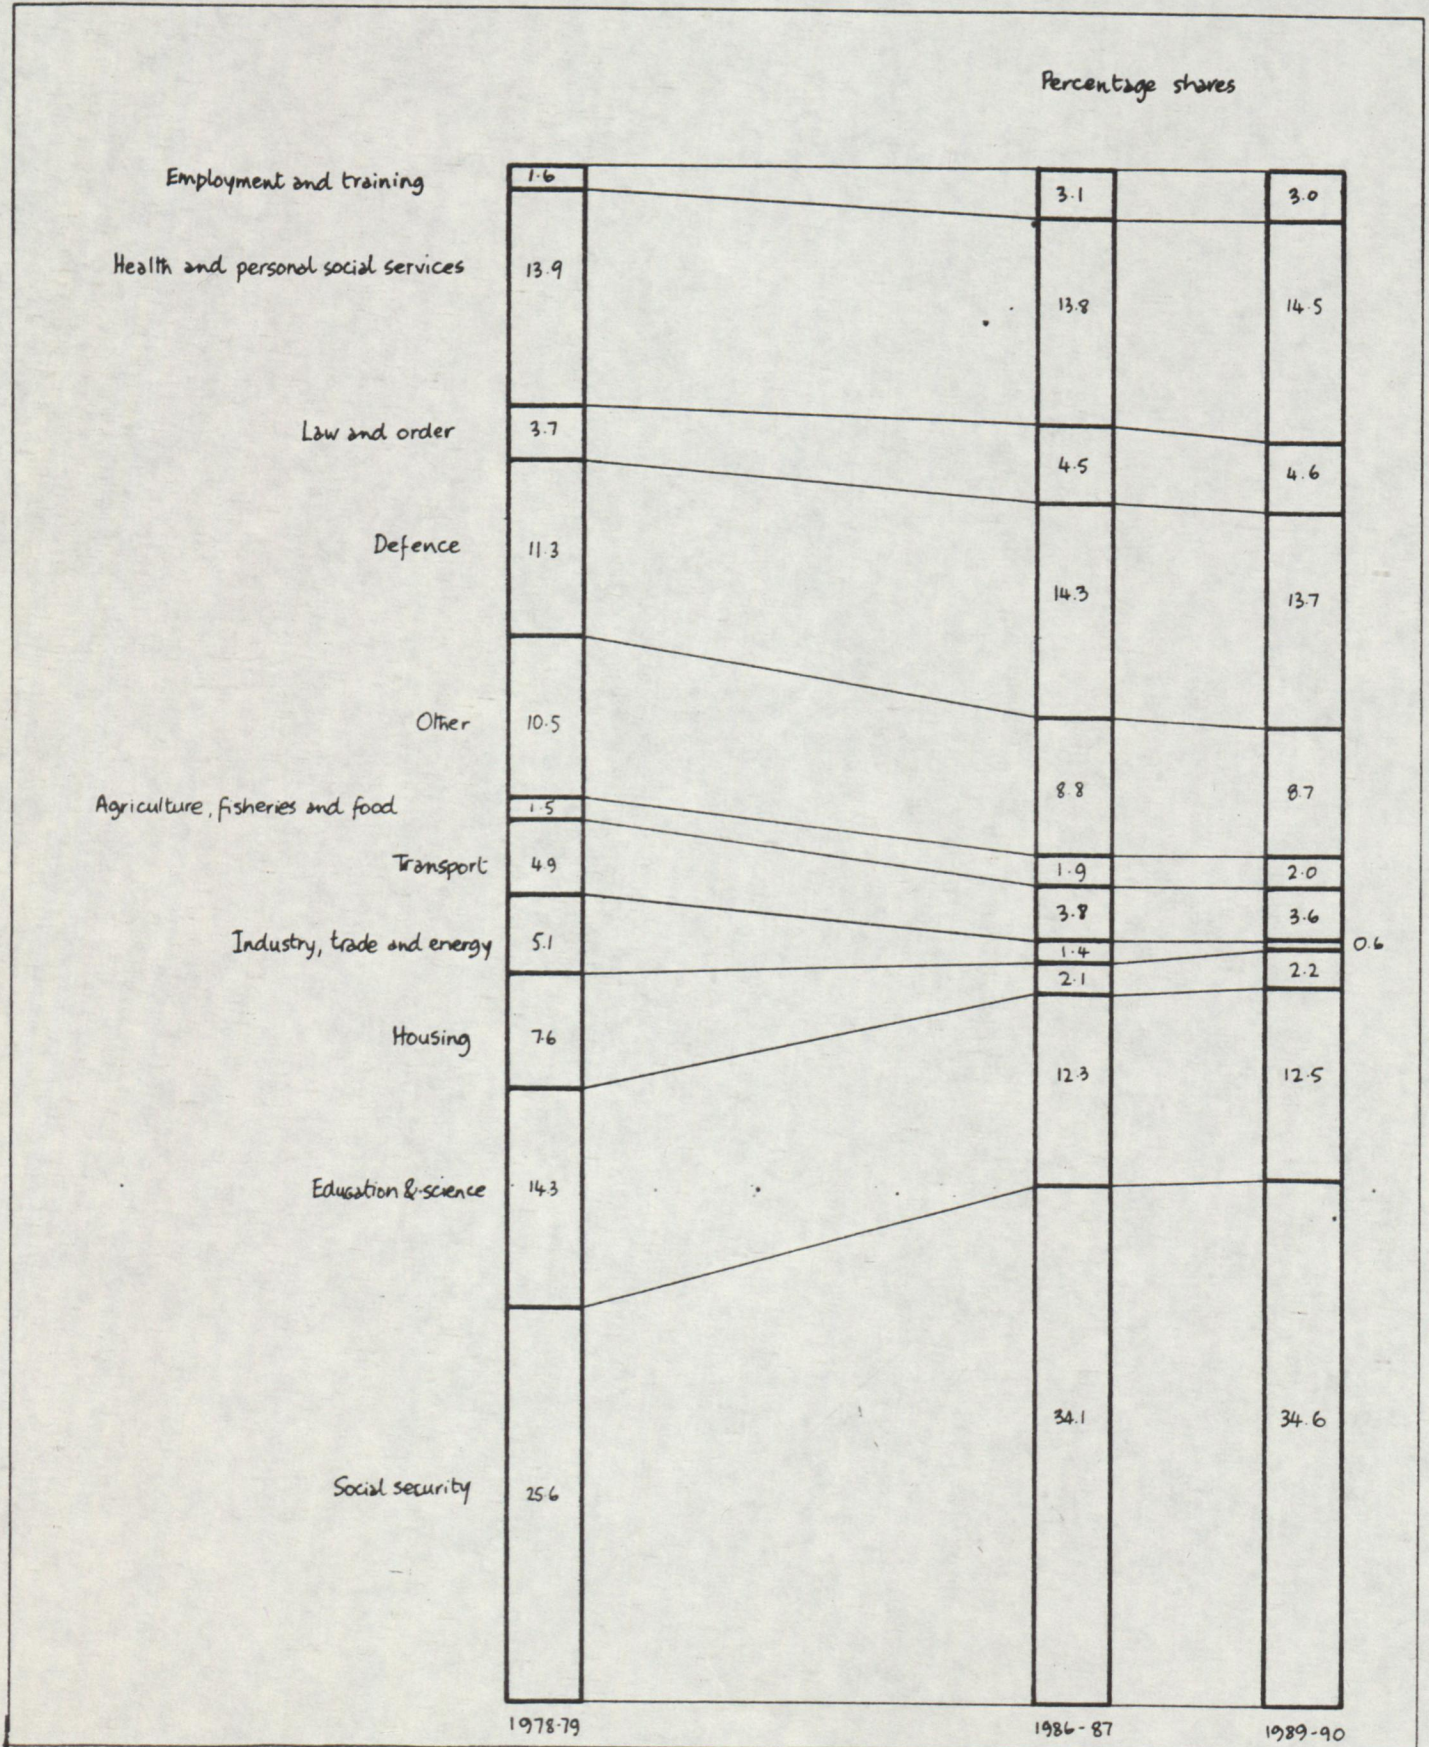 Percentage shares
Employment and training 1.6 3.1 3.0
Health and personal social services 13.9 13.8 14.5
Law and order 3.7 4.5 4.6
Defence 11.3 14.3 13.7
Other 10.5 8.8 8.7
Agriculture, fisheries and food 1.5 1.9 2.0
Transport 4.9 3.8 3.6
Industry, trade and energy 5.1 1.4 0.6
Housing 7.6 2.1 2.2
Education & science 14.3 12.3 12.5
Social security 25.6 34.1 34.6
1978-79 1986-87 1989-90